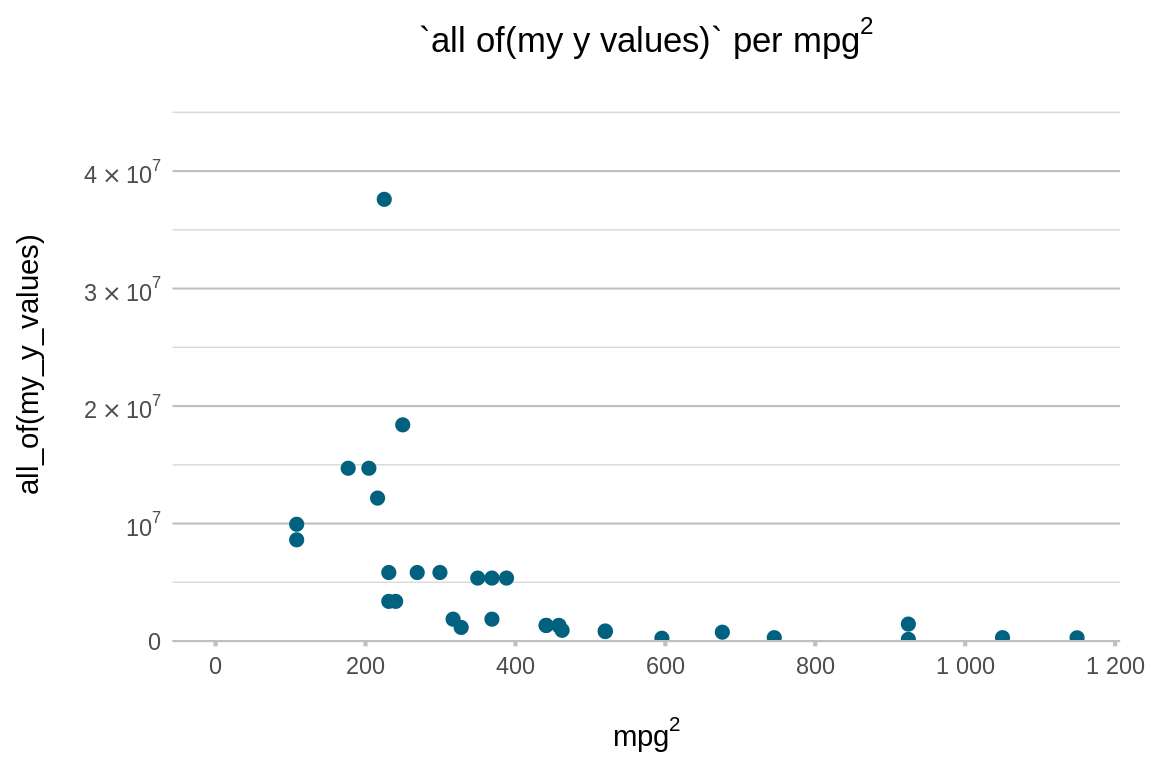 `all of(my y values)` per mpg²
4 × 10⁷
3 × 10⁷
2 × 10⁷
10⁷
0
all_of(my_y_values)
0 200 400 600 800 1 000 1 200
mpg²